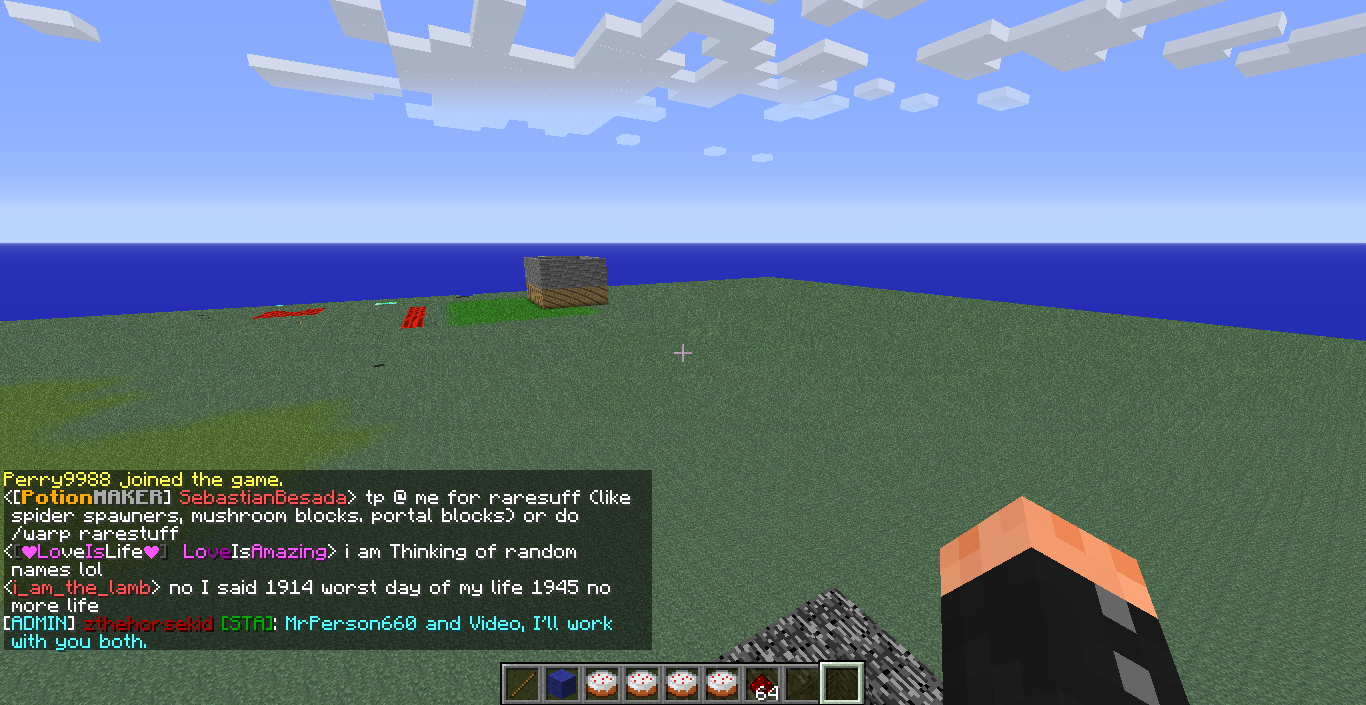 Perry9988 joined the game.
<[PotionMAKER] SebastianBesada> tp @ me for raresuff (like
spider spawners, mushroom blocks. portal blocks) or do
/warp rarestuff
<[♥LoveIsLife♥] LoveIsAmazing> i am Thinking of random
names lol
<i_am_the_lamb> no I said 1914 worst day of my life 1945 no
more life
[ADMIN] zthehorsekid [STA]: MrPerson660 and Video, I'll work
with you both.
64